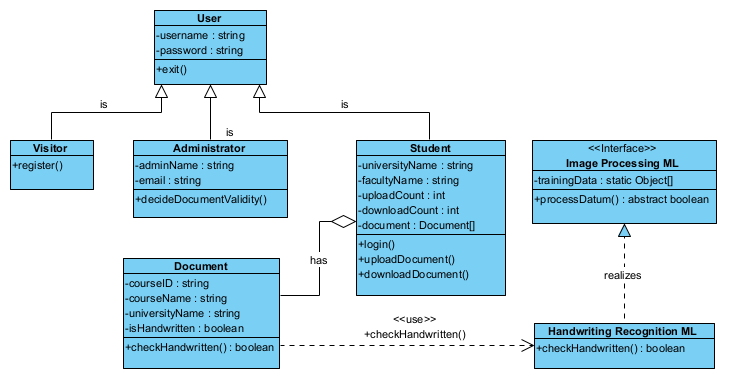 User
-username : string
-password : string
+exit()
is
is
is
Visitor
+register()
Administrator
-adminName : string
-email : string
+decideDocumentValidity()
Student
-universityName : string
-facultyName : string
-uploadCount : int
-downloadCount : int
-document : Document[]
+login()
+uploadDocument()
+downloadDocument()
<<Interface>>
Image Processing ML
-trainingData : static Object[]
+processDatum() : abstract boolean
has
realizes
Document
-courseID : string
-courseName : string
-universityName : string
-isHandwritten : boolean
+checkHandwritten() : boolean
<<use>>
+checkHandwritten()
Handwriting Recognition ML
+checkHandwritten() : boolean